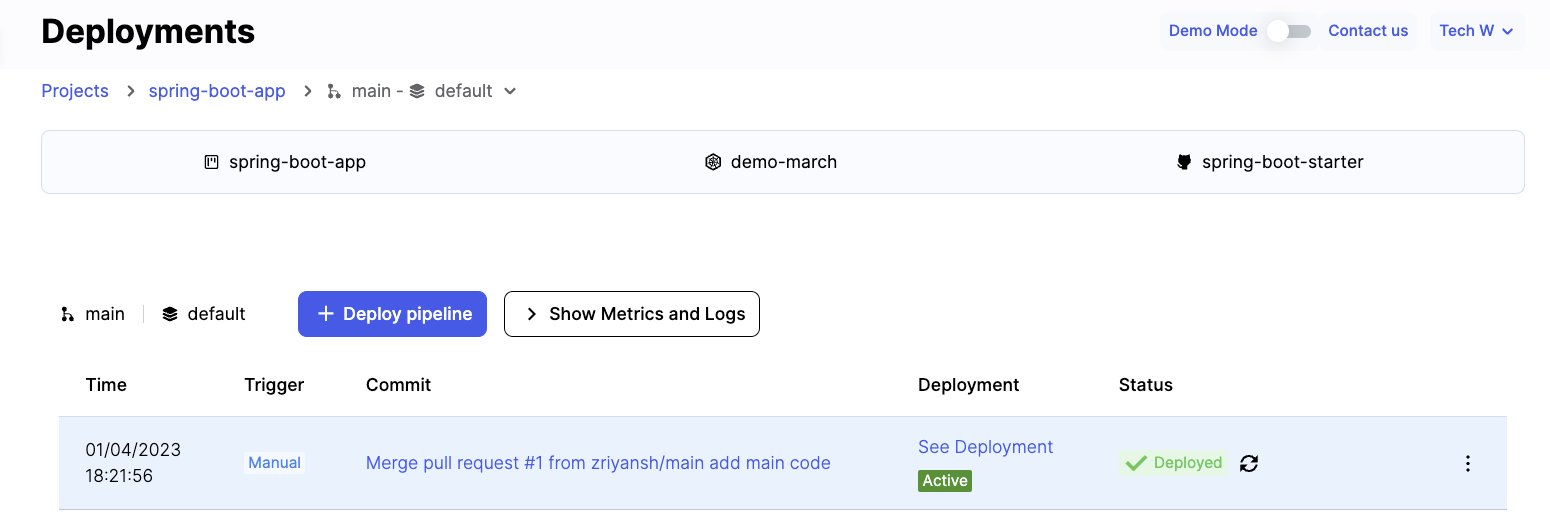 Deployments
Demo Mode Contact us Tech W
Projects > spring-boot-app > main - default
spring-boot-app demo-march spring-boot-starter
main default + Deploy pipeline > Show Metrics and Logs
Time Trigger Commit Deployment Status
01/04/2023
18:21:56
Manual
Merge pull request #1 from zriyansh/main add main code
See Deployment
Active
Deployed